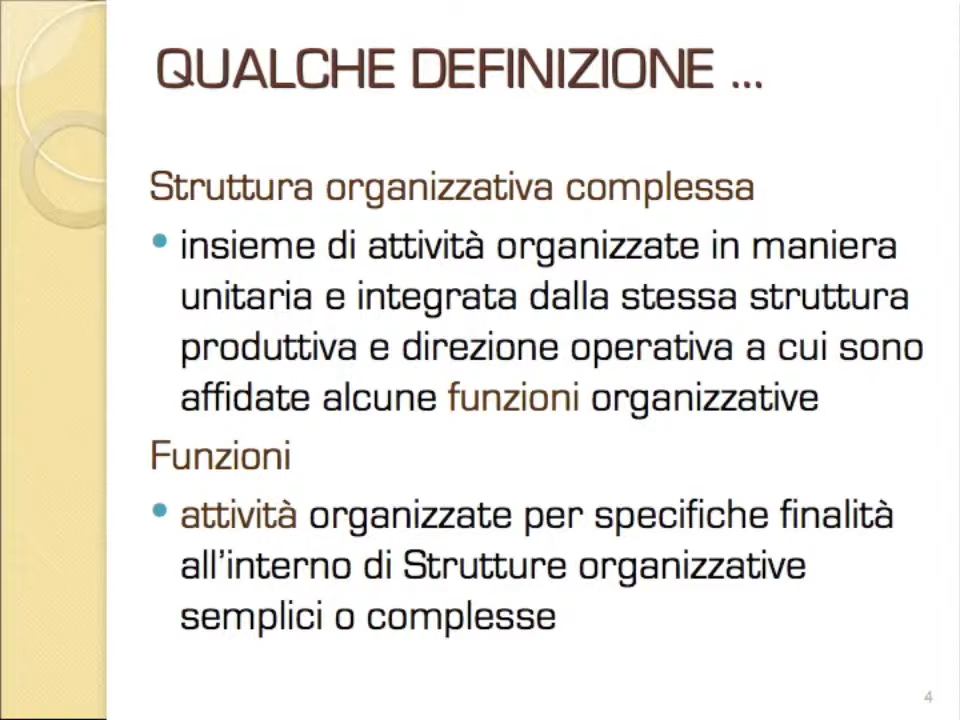 QUALCHE DEFINIZIONE ...
Struttura organizzativa complessa
• insieme di attività organizzate in maniera
unitaria e integrata dalla stessa struttura
produttiva e direzione operativa a cui sono
affidate alcune funzioni organizzative
Funzioni
• attività organizzate per specifiche finalità
all'interno di Strutture organizzative
semplici o complesse
4